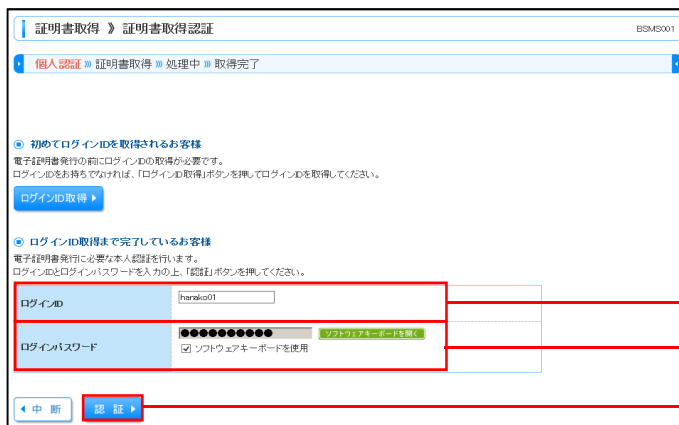 証明書取得 》 証明書取得認証
BSMS001
個人認証 》 証明書取得 》 処理中 》 取得完了
初めてログインIDを取得されるお客様
電子証明書発行の前にログインIDの取得が必要です。
ログインIDをお持ちでなければ、「ログインID取得」ボタンを押してログインIDを取得してください。
ログインID取得
ログインID取得まで完了しているお客様
電子証明書発行に必要な本人認証を行います。
ログインIDとログインパスワードを入力の上、「認証」ボタンを押してください。
ログインID
hanako01
ログインパスワード
●●●●●●●●●●
ソフトウェアキーボードを開く
ソフトウェアキーボードを使用
中 断
認 証